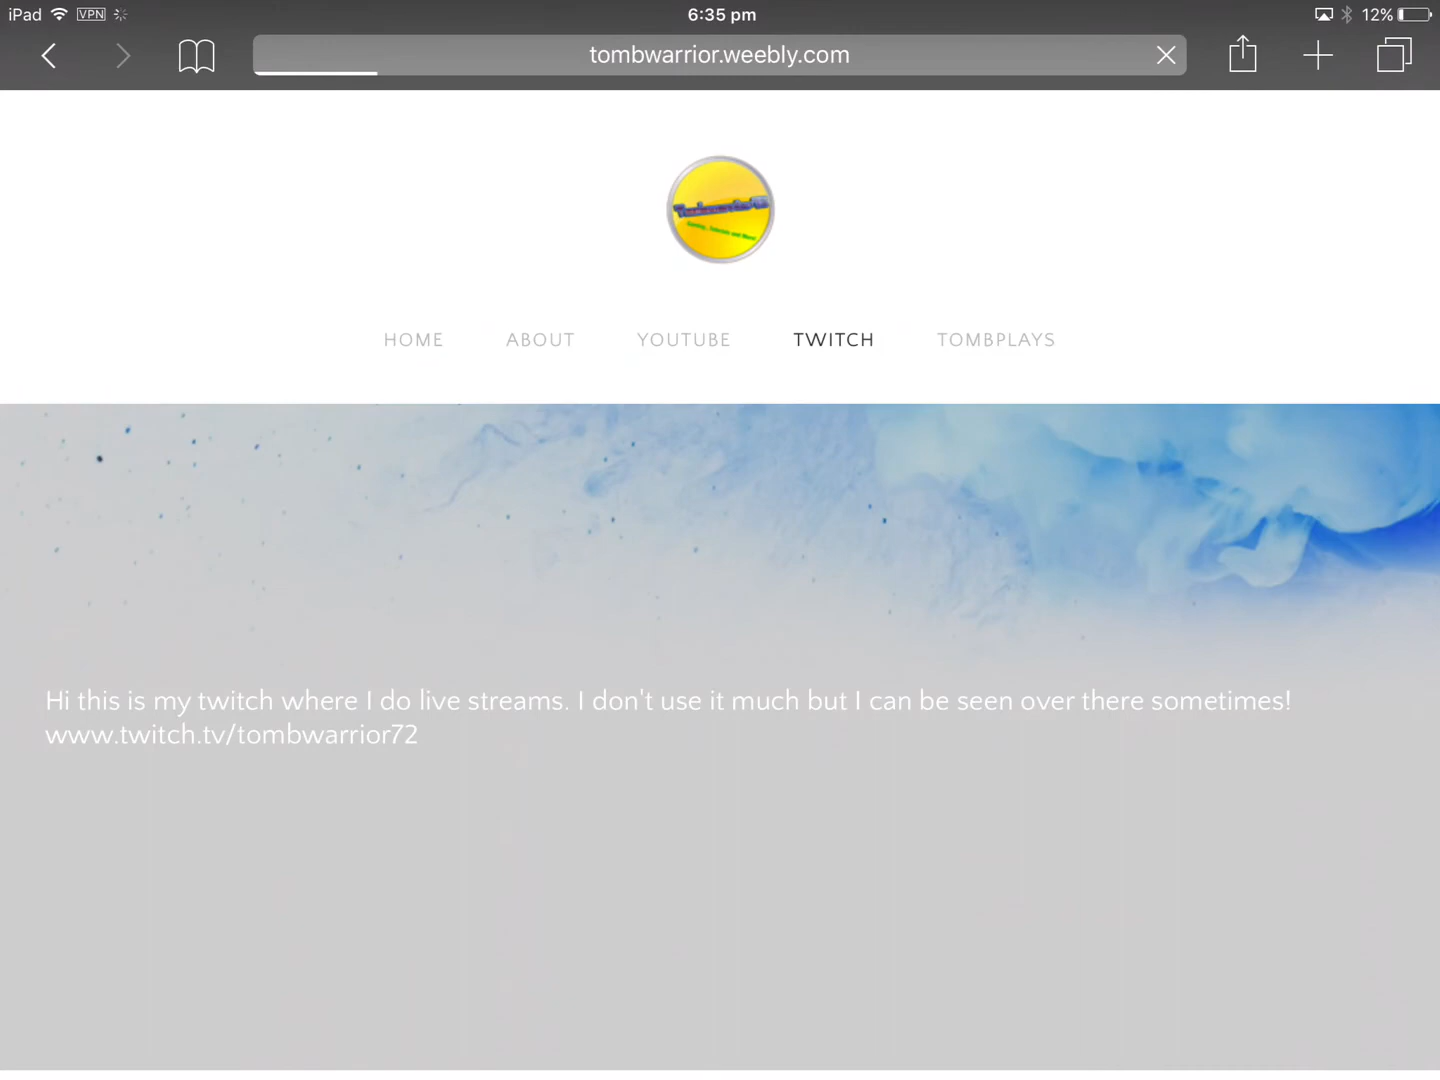 iPad VPN 6:35 pm 12%
tombwarrior.weebly.com
HOME ABOUT YOUTUBE TWITCH TOMBPLAYS
Hi this is my twitch where I do live streams. I don't use it much but I can be seen over there sometimes!
www.twitch.tv/tombwarrior72